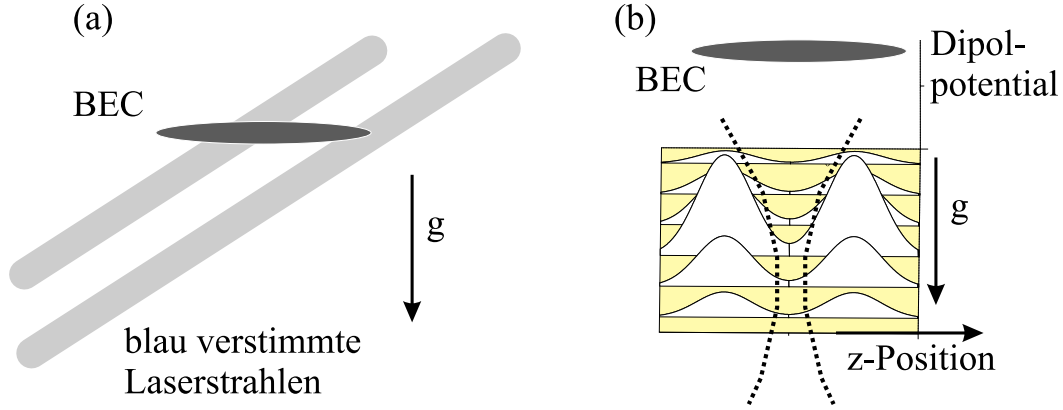 (a)
BEC
g
blau verstimmte
Laserstrahlen
(b)
Dipol-
potential
BEC
g
z-Position